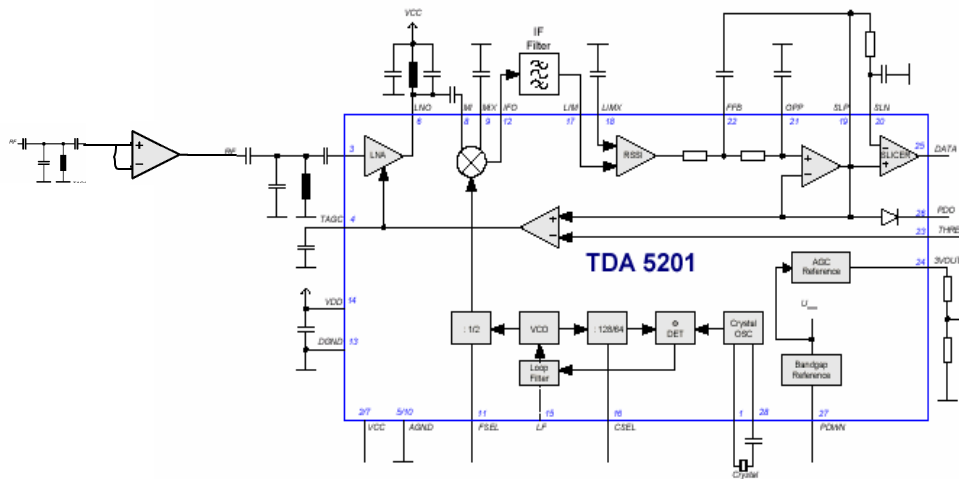 VCC
IF
Filter
LNO MI MIX IFO LIM LIMX FFB OPP SLP SLN
6 8 9 12 17 18 22 21 19 20
RF
RF
3
LNA
RSSI
SLICER
25
DATA
+
−
TAGC
4
26
PDO
23
3VOUT
24
TDA 5201
AGC
Reference
VDD
14
DGND
13
: 1/2
VCO
: 128/64
Φ
DET
Crystal
OSC
Loop
Filter
Bandgap
Reference
2/7
VCC
5/10
AGND
11
FSEL
15
LF
16
CSEL
1
28
27
PDWN
Crystal